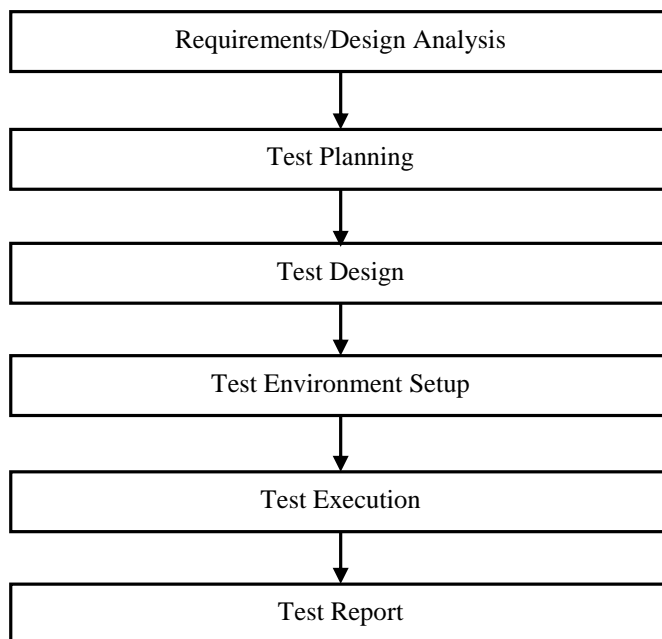 Requirements/Design Analysis
Test Planning
Test Design
Test Environment Setup
Test Execution
Test Report